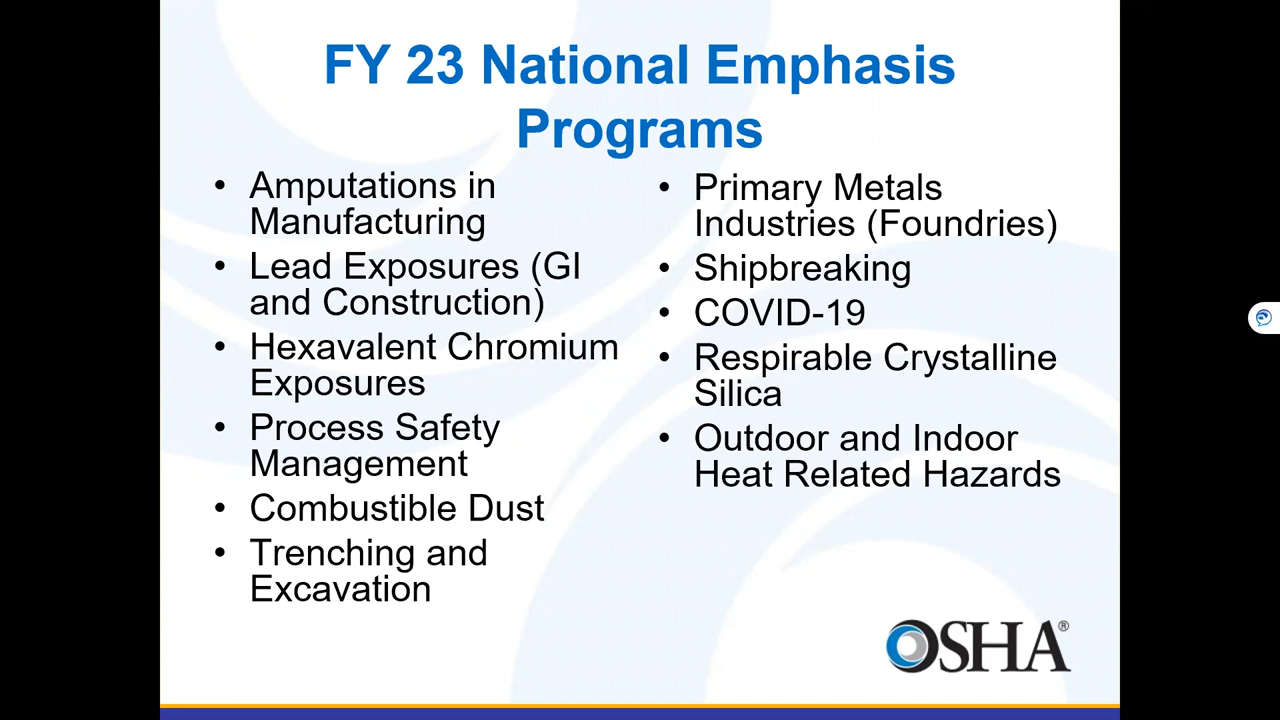 FY 23 National Emphasis
Programs
• Amputations in
Manufacturing
• Lead Exposures (GI
and Construction)
• Hexavalent Chromium
Exposures
• Process Safety
Management
• Combustible Dust
• Trenching and
Excavation
• Primary Metals
Industries (Foundries)
• Shipbreaking
• COVID-19
• Respirable Crystalline
Silica
• Outdoor and Indoor
Heat Related Hazards
OSHA®